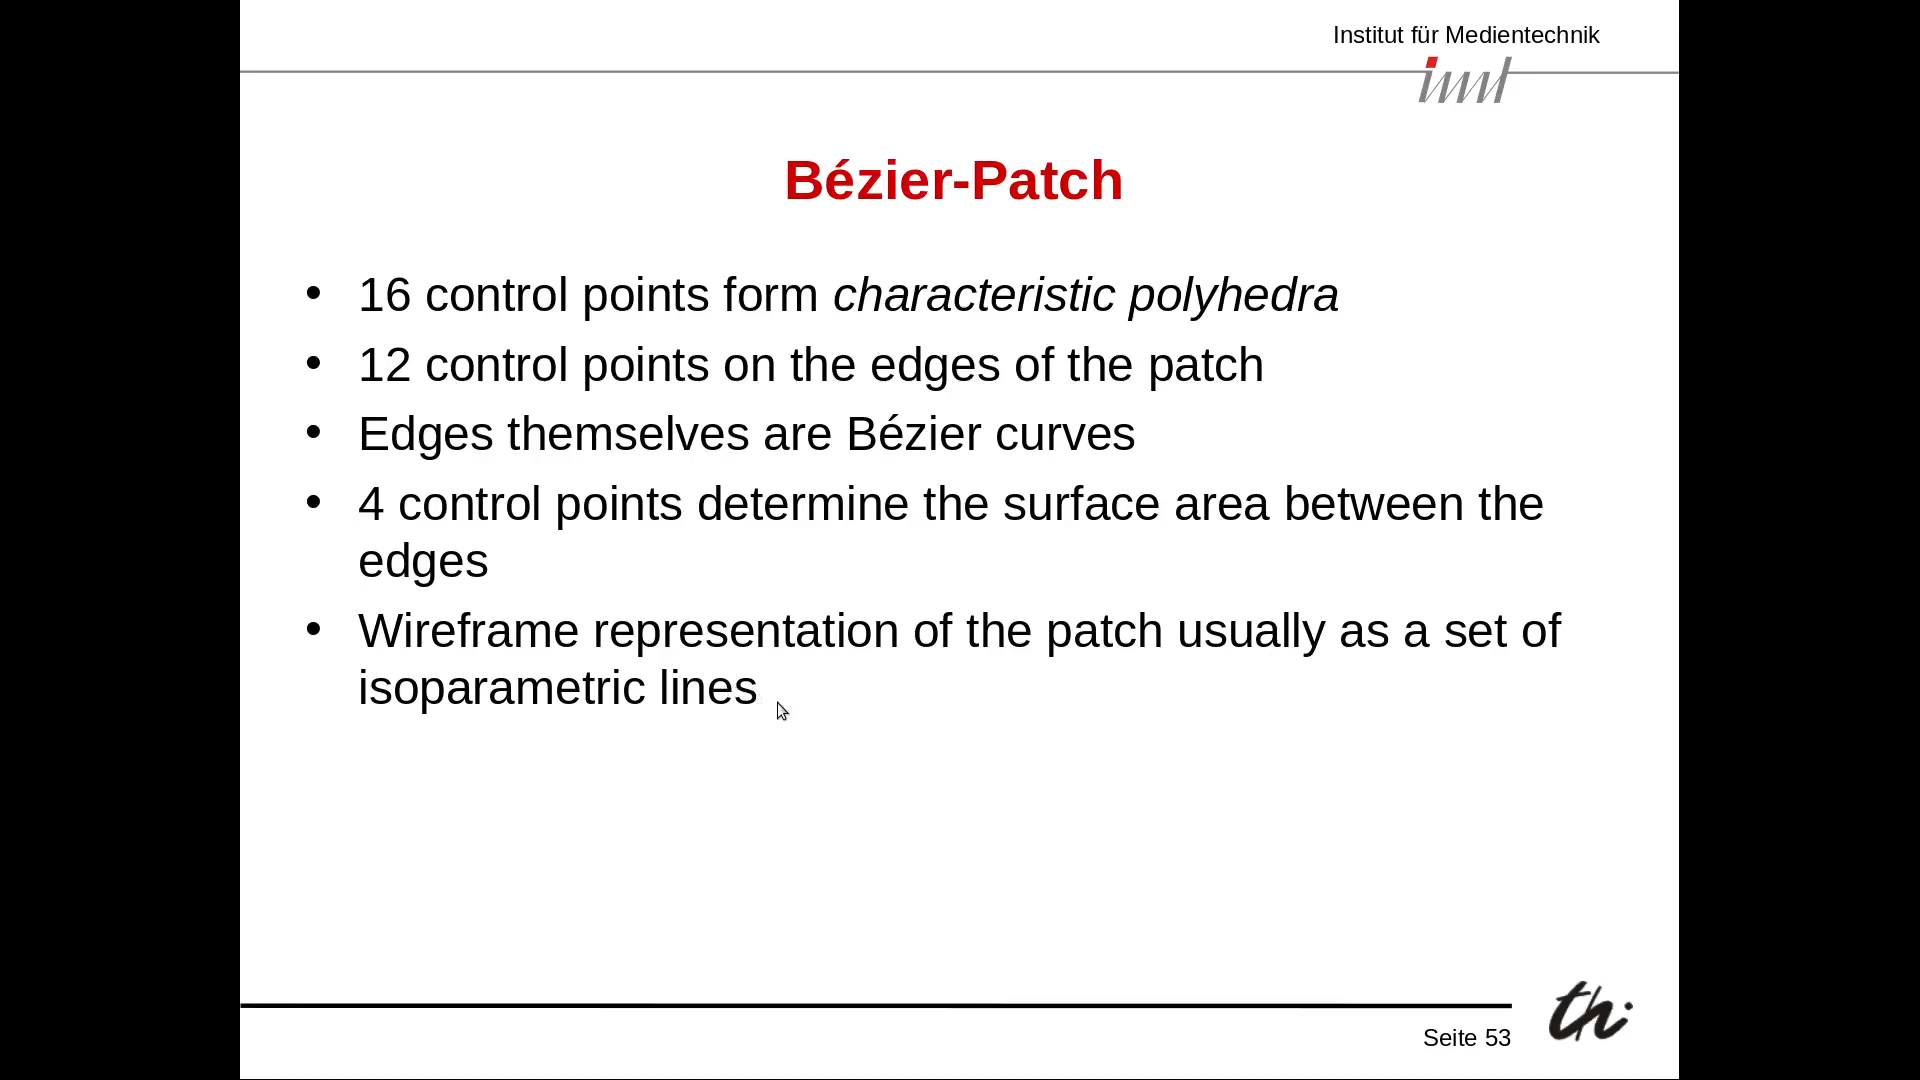 Institut für Medientechnik
imt
Bézier-Patch
• 16 control points form characteristic polyhedra
• 12 control points on the edges of the patch
• Edges themselves are Bézier curves
• 4 control points determine the surface area between the
edges
• Wireframe representation of the patch usually as a set of
isoparametric lines
th
Seite 53